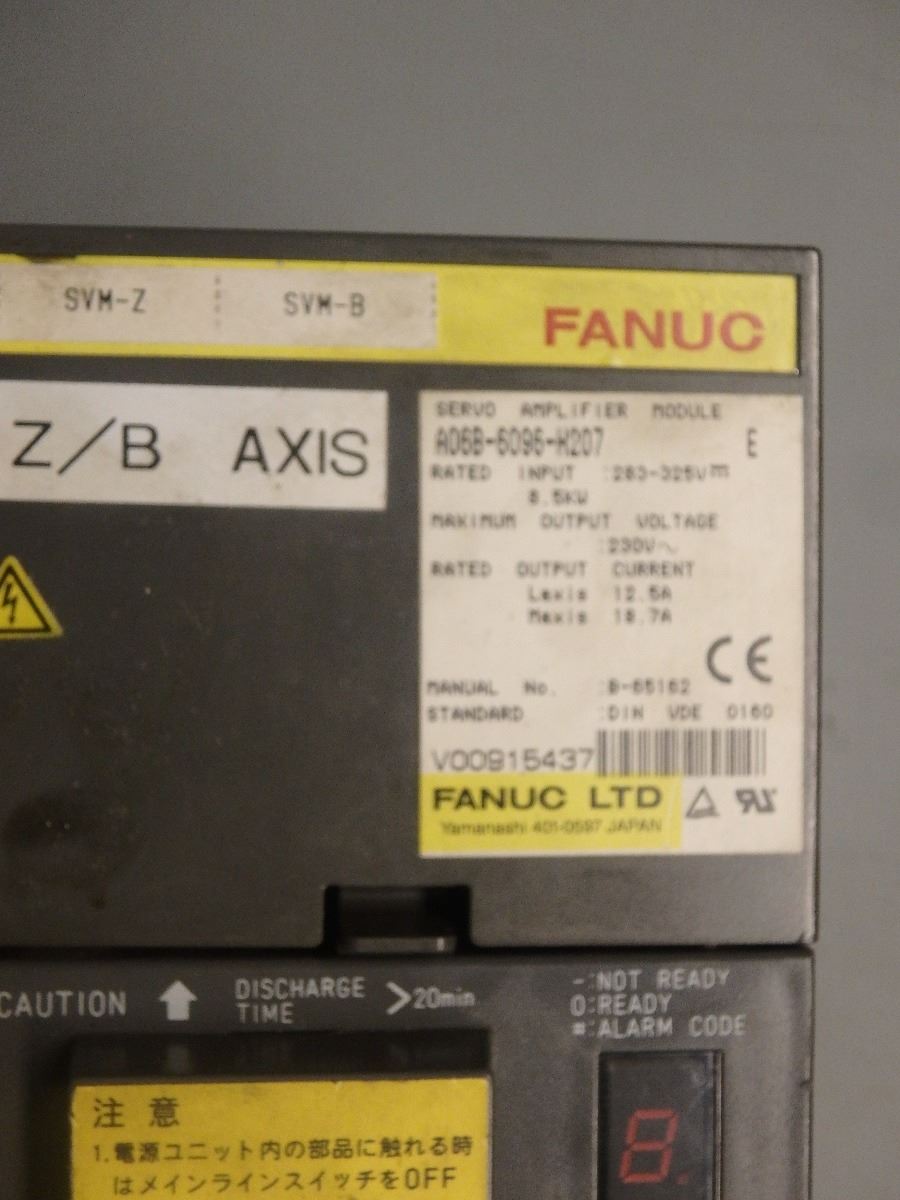 SVM-Z SVM-B
FANUC
Z/B AXIS
SERVO AMPLIFIER MODULE
A06B-6096-H207 E
RATED INPUT :283-325V
8.5kW
MAXIMUM OUTPUT VOLTAGE
:230V~
RATED OUTPUT CURRENT
Laxis 12.5A
Maxis 18.7A
CE
MANUAL No. :B-65162
STANDARD :DIN VDE 0160
V00915437
FANUC LTD
Yamanashi 401-0597 JAPAN
CAUTION
DISCHARGE TIME >20min
-:NOT READY
0:READY
#:ALARM CODE
8.
注意
1.電源ユニット内の部品に触れる時
はメインラインスイッチをOFF